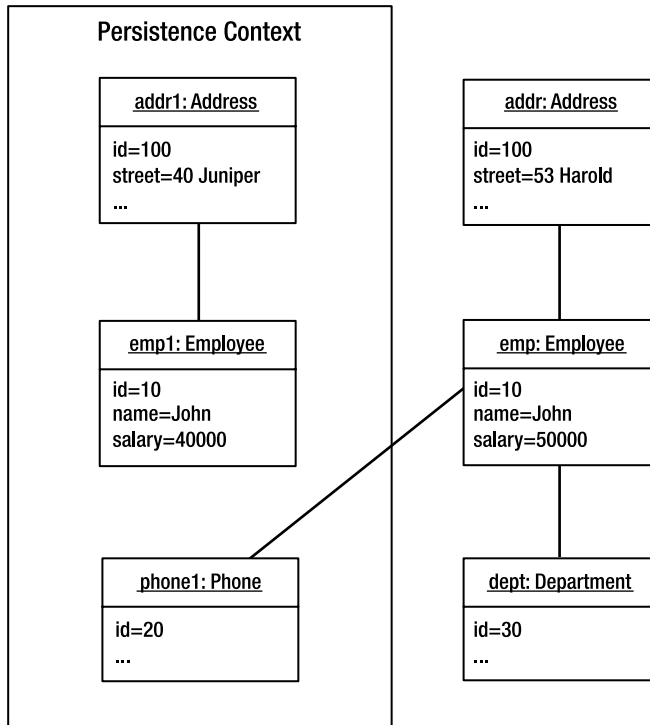 Persistence Context
addr1: Address
id=100
street=40 Juniper
...
addr: Address
id=100
street=53 Harold
...
emp1: Employee
id=10
name=John
salary=40000
emp: Employee
id=10
name=John
salary=50000
phone1: Phone
id=20
...
dept: Department
id=30
...